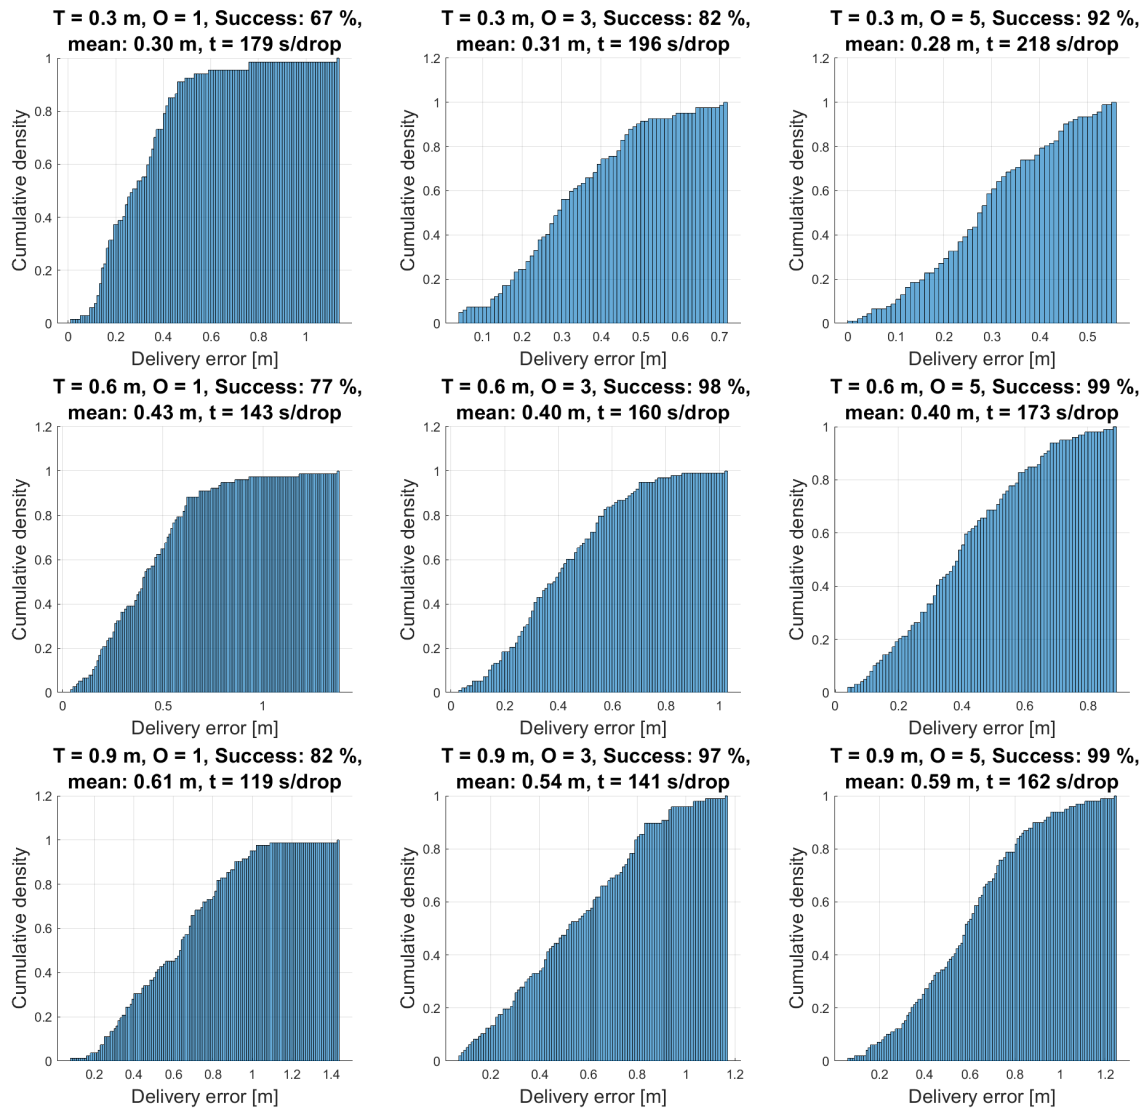 T = 0.3 m, O = 1, Success: 67 %,
mean: 0.30 m, t = 179 s/drop
1
0.8
0.6
0.4
0.2
0
Cumulative density
0 0.2 0.4 0.6 0.8 1
Delivery error [m]
T = 0.3 m, O = 3, Success: 82 %,
mean: 0.31 m, t = 196 s/drop
1.2
1
0.8
0.6
0.4
0.2
0
Cumulative density
0.1 0.2 0.3 0.4 0.5 0.6 0.7
Delivery error [m]
T = 0.3 m, O = 5, Success: 92 %,
mean: 0.28 m, t = 218 s/drop
1.2
1
0.8
0.6
0.4
0.2
0
Cumulative density
0 0.1 0.2 0.3 0.4 0.5
Delivery error [m]
T = 0.6 m, O = 1, Success: 77 %,
mean: 0.43 m, t = 143 s/drop
1.2
1
0.8
0.6
0.4
0.2
0
Cumulative density
0 0.5 1
Delivery error [m]
T = 0.6 m, O = 3, Success: 98 %,
mean: 0.40 m, t = 160 s/drop
1.2
1
0.8
0.6
0.4
0.2
0
Cumulative density
0 0.2 0.4 0.6 0.8 1
Delivery error [m]
T = 0.6 m, O = 5, Success: 99 %,
mean: 0.40 m, t = 173 s/drop
1
0.8
0.6
0.4
0.2
0
Cumulative density
0 0.2 0.4 0.6 0.8
Delivery error [m]
T = 0.9 m, O = 1, Success: 82 %,
mean: 0.61 m, t = 119 s/drop
1.2
1
0.8
0.6
0.4
0.2
0
Cumulative density
0.2 0.4 0.6 0.8 1 1.2 1.4
Delivery error [m]
T = 0.9 m, O = 3, Success: 97 %,
mean: 0.54 m, t = 141 s/drop
1
0.8
0.6
0.4
0.2
0
Cumulative density
0.2 0.4 0.6 0.8 1 1.2
Delivery error [m]
T = 0.9 m, O = 5, Success: 99 %,
mean: 0.59 m, t = 162 s/drop
1
0.8
0.6
0.4
0.2
0
Cumulative density
0.2 0.4 0.6 0.8 1 1.2
Delivery error [m]